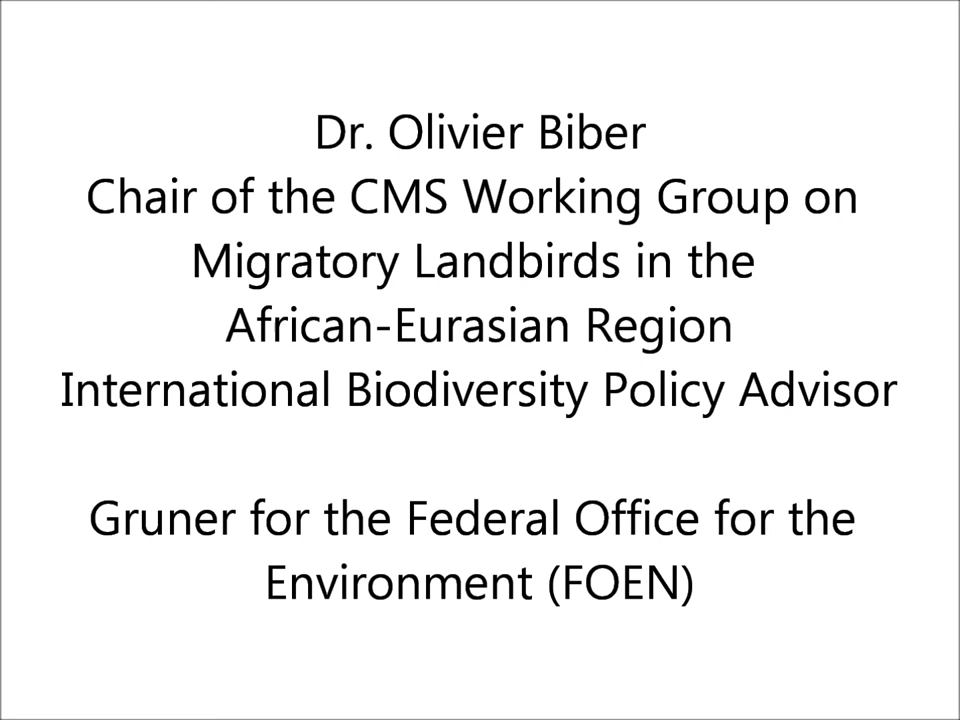 Dr. Olivier Biber
Chair of the CMS Working Group on
Migratory Landbirds in the
African-Eurasian Region
International Biodiversity Policy Advisor
Gruner for the Federal Office for the
Environment (FOEN)